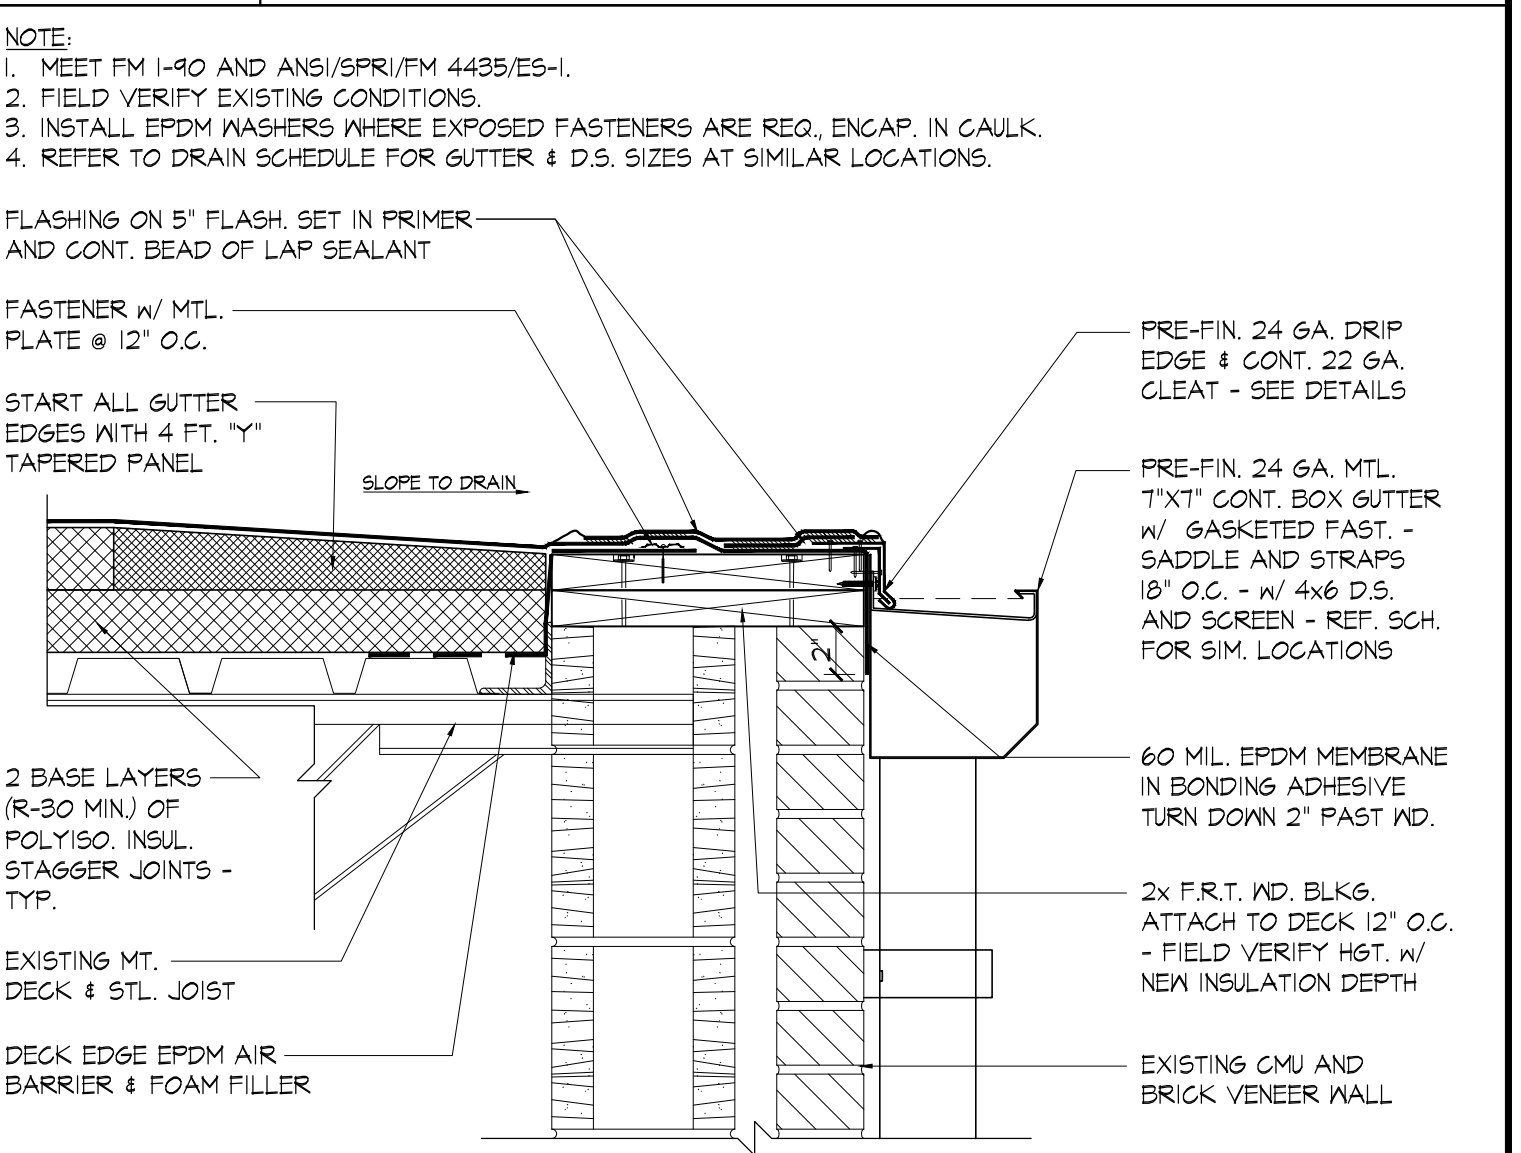 NOTE:
1. MEET FM 1-90 AND ANSI/SPRI/FM 4435/ES-1.
2. FIELD VERIFY EXISTING CONDITIONS.
3. INSTALL EPDM WASHERS WHERE EXPOSED FASTENERS ARE REQ., ENCAP. IN CAULK.
4. REFER TO DRAIN SCHEDULE FOR GUTTER & D.S. SIZES AT SIMILAR LOCATIONS.
FLASHING ON 5" FLASH. SET IN PRIMER
AND CONT. BEAD OF LAP SEALANT
FASTENER W/ MTL.
PLATE @ 12" O.C.
START ALL GUTTER
EDGES WITH 4 FT. "Y"
TAPERED PANEL
SLOPE TO DRAIN
2"
2 BASE LAYERS
(R-30 MIN.) OF
POLYISO. INSUL.
STAGGER JOINTS -
TYP.
EXISTING MT.
DECK & STL. JOIST
DECK EDGE EPDM AIR
BARRIER & FOAM FILLER
PRE-FIN. 24 GA. DRIP
EDGE & CONT. 22 GA.
CLEAT - SEE DETAILS
PRE-FIN. 24 GA. MTL.
7"X7" CONT. BOX GUTTER
W/ GASKETED FAST. -
SADDLE AND STRAPS
18" O.C. - W/ 4x6 D.S.
AND SCREEN - REF. SCH.
FOR SIM. LOCATIONS
60 MIL. EPDM MEMBRANE
IN BONDING ADHESIVE
TURN DOWN 2" PAST WD.
2x F.R.T. WD. BLKG.
ATTACH TO DECK 12" O.C.
- FIELD VERIFY HGT. W/
NEW INSULATION DEPTH
EXISTING CMU AND
BRICK VENEER WALL